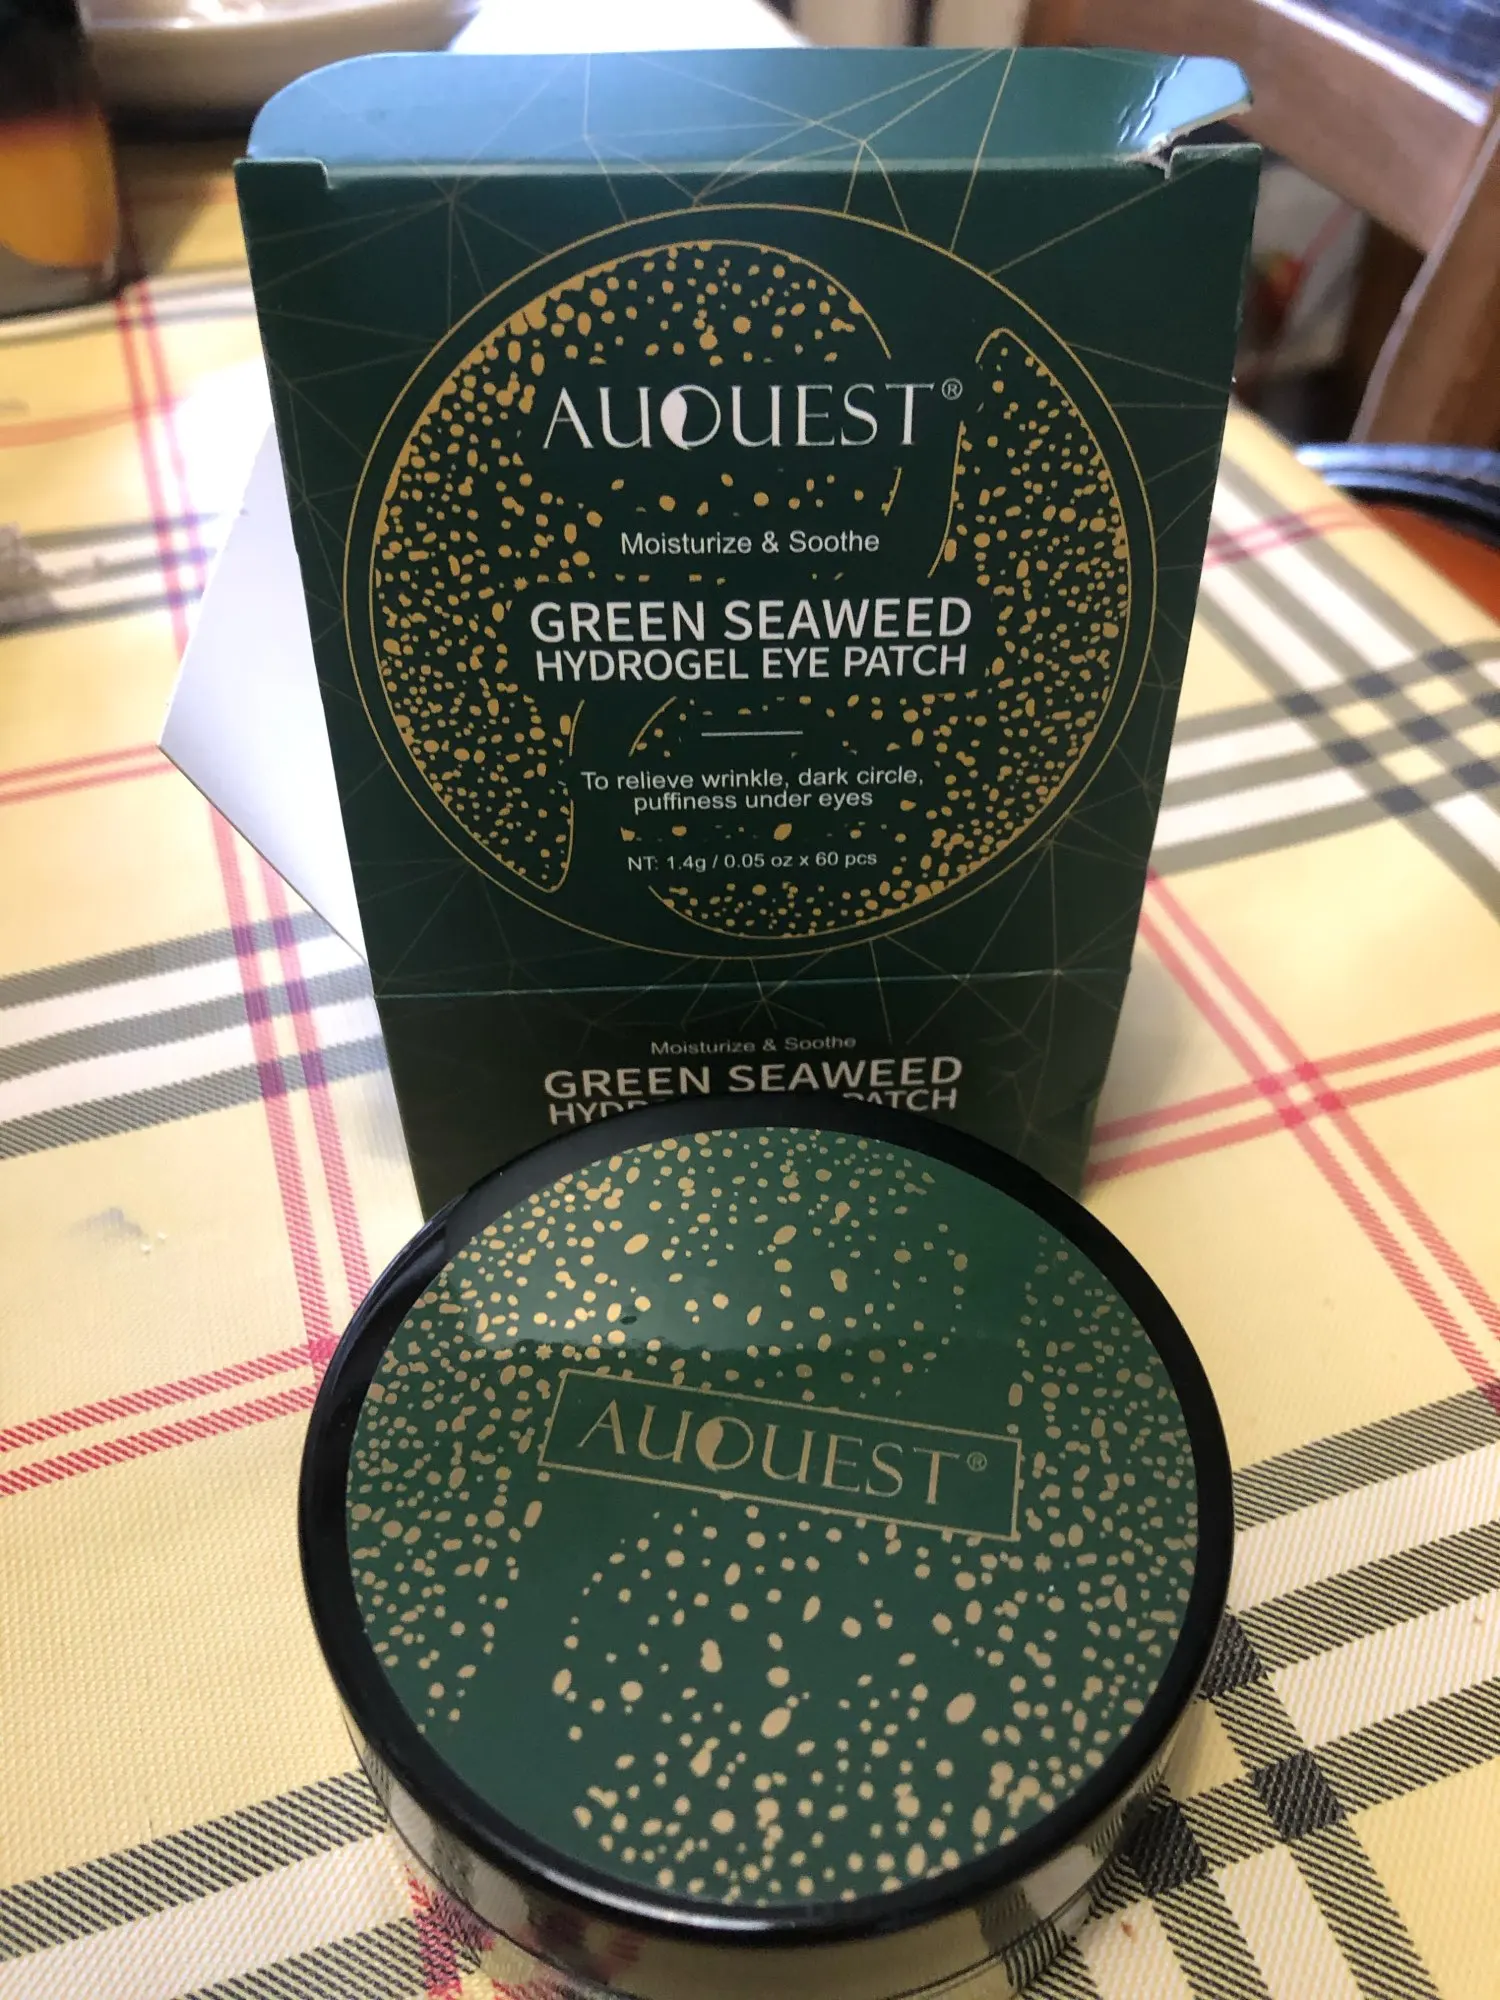 AUQUEST®
Moisturize & Soothe
GREEN SEAWEED
HYDROGEL EYE PATCH
To relieve wrinkle, dark circle,
puffiness under eyes
NT: 1.4g / 0.05 oz x 60 pcs
Moisturize & Soothe
GREEN SEAWEED
AUQUEST®